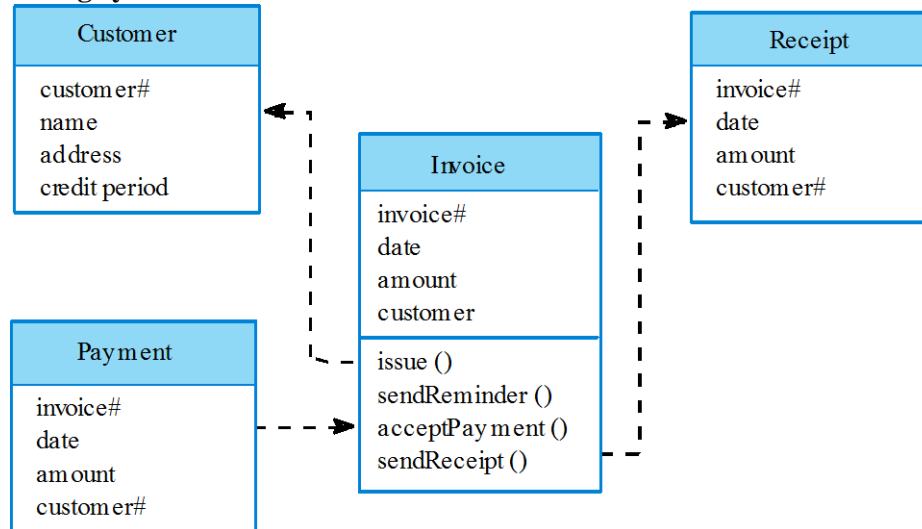 Customer
customer#
name
address
credit period
Receipt
invoice#
date
amount
customer#
Invoice
invoice#
date
amount
customer
issue ()
sendReminder ()
acceptPayment ()
sendReceipt ()
Payment
invoice#
date
amount
customer#